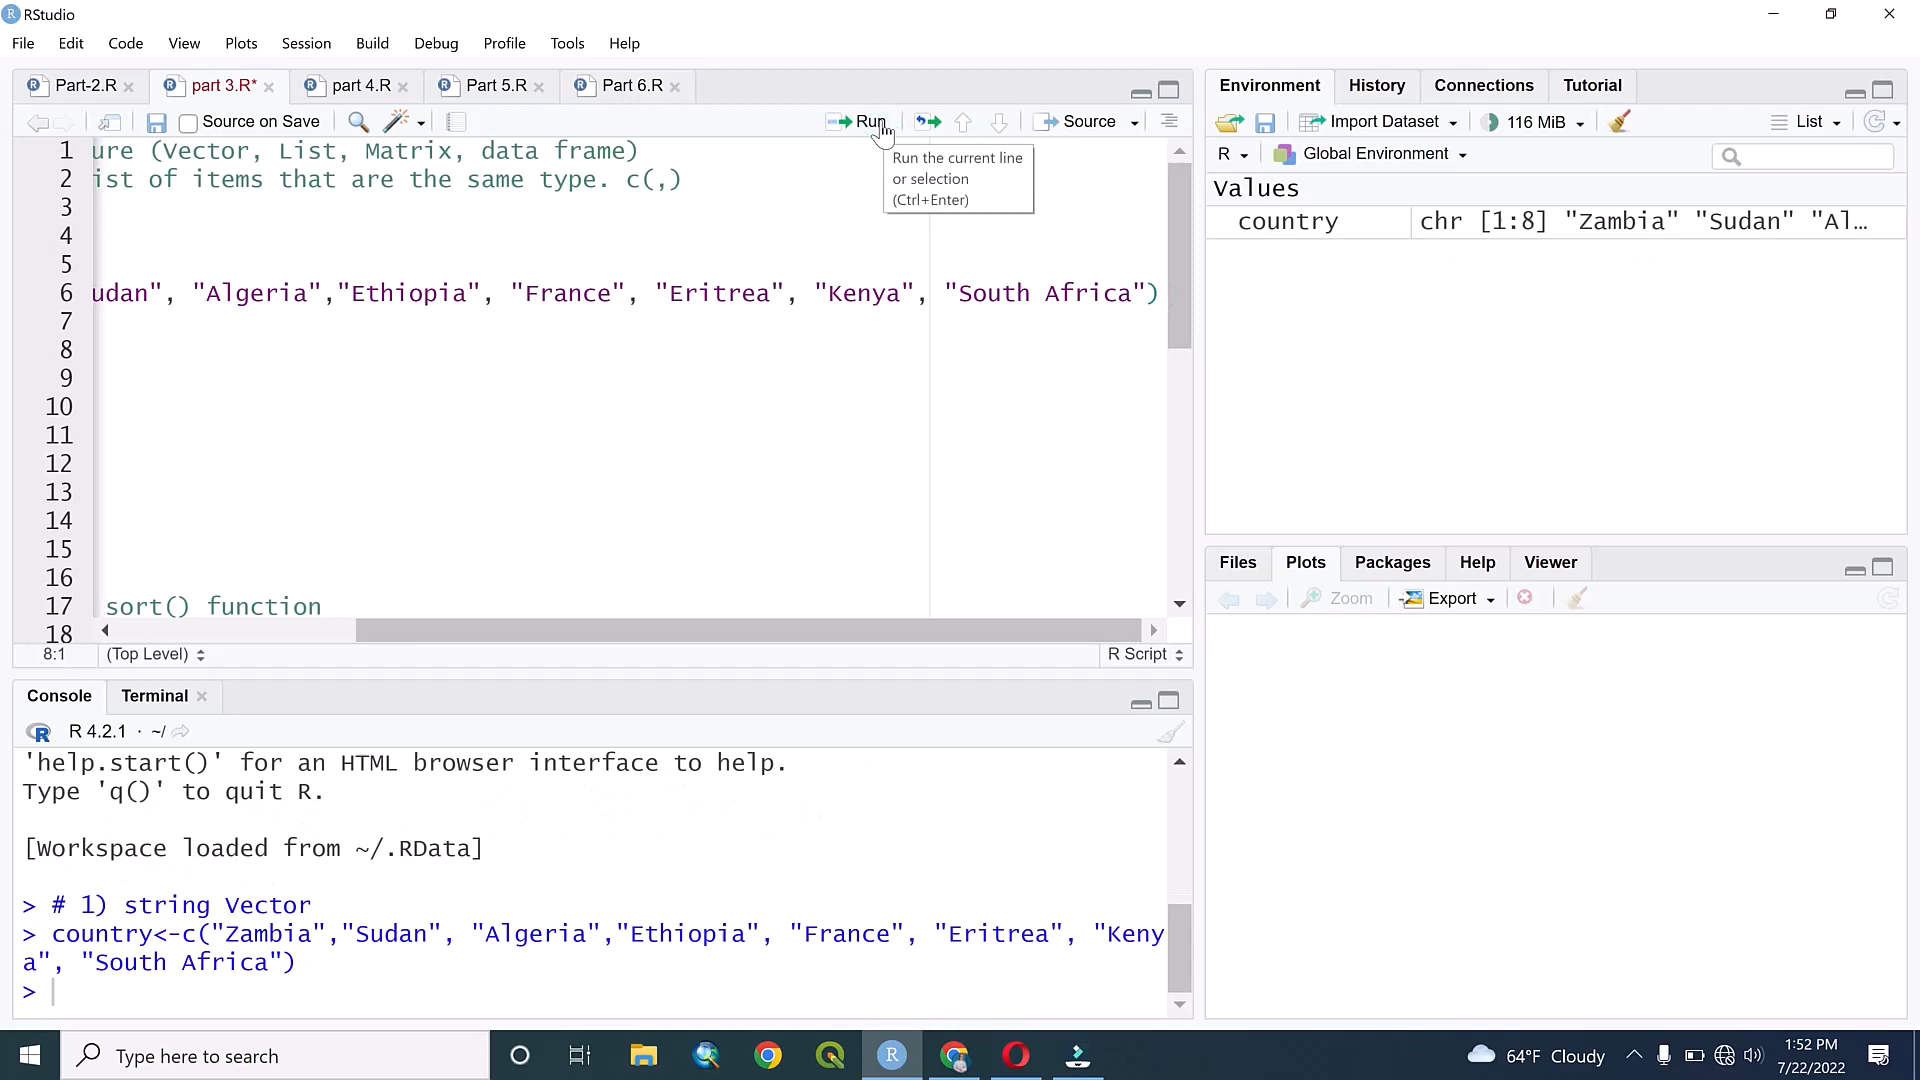 RStudio
File Edit Code View Plots Session Build Debug Profile Tools Help
Part-2.R part 3.R* part 4.R Part 5.R Part 6.R
Source on Save Run Source
1 ure (Vector, List, Matrix, data frame)
2 ist of items that are the same type. c(,)
3
4
5
6 udan", "Algeria","Ethiopia", "France", "Eritrea", "Kenya", "South Africa")
7
8
9
10
11
12
13
14
15
16
17 sort() function
18
Run the current line
or selection
(Ctrl+Enter)
8:1 (Top Level) R Script
Console Terminal
R 4.2.1 · ~/
'help.start()' for an HTML browser interface to help.
Type 'q()' to quit R.
[Workspace loaded from ~/.RData]
> # 1) string Vector
> country<-c("Zambia","Sudan", "Algeria","Ethiopia", "France", "Eritrea", "Keny
a", "South Africa")
>
Environment History Connections Tutorial
Import Dataset 116 MiB List
R Global Environment
Values
country chr [1:8] "Zambia" "Sudan" "Al…
Files Plots Packages Help Viewer
Zoom Export
Type here to search
64°F Cloudy
1:52 PM
7/22/2022